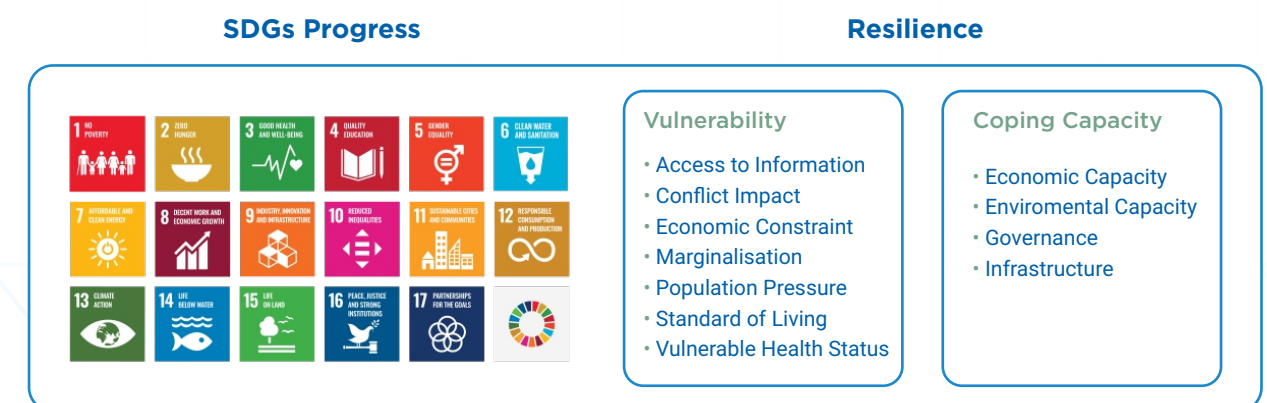 SDGs Progress
Resilience
1 NO
POVERTY
2 ZERO
HUNGER
3 GOOD HEALTH
AND WELL-BEING
4 QUALITY
EDUCATION
5 GENDER
EQUALITY
6 CLEAN WATER
AND SANITATION
7 AFFORDABLE AND
CLEAN ENERGY
8 DECENT WORK AND
ECONOMIC GROWTH
9 INDUSTRY, INNOVATION
AND INFRASTRUCTURE
10 REDUCED
INEQUALITIES
11 SUSTAINABLE CITIES
AND COMMUNITIES
12 RESPONSIBLE
CONSUMPTION
AND PRODUCTION
13 CLIMATE
ACTION
14 LIFE
BELOW WATER
15 LIFE
ON LAND
16 PEACE, JUSTICE
AND STRONG
INSTITUTIONS
17 PARTNERSHIPS
FOR THE GOALS
Vulnerability
• Access to Information
• Conflict Impact
• Economic Constraint
• Marginalisation
• Population Pressure
• Standard of Living
• Vulnerable Health Status
Coping Capacity
• Economic Capacity
• Enviromental Capacity
• Governance
• Infrastructure